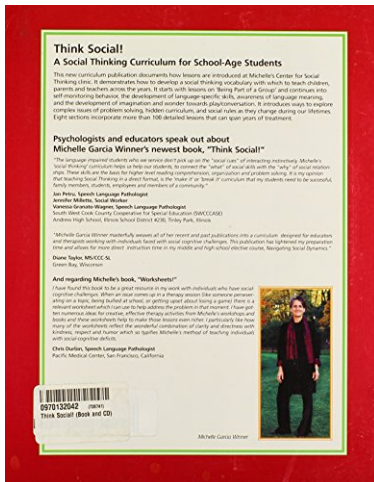 Think Social!
A Social Thinking Curriculum for School-Age Students
This new curriculum publication documents how lessons are introduced at Michelle's Center for Social
Thinking clinic. It demonstrates how to develop a social thinking vocabulary with which to teach children,
parents and teachers across the years. It starts with lessons on 'Being Part of a Group' and continues into
self-monitoring behavior, the development of language-specific skills, awareness of language meaning,
and the development of imagination and wonder towards play/conversation. It introduces ways to explore
complex issues of problem solving, hidden curriculum, and social rules as they change during our lifetimes
Eight sections incorporate more than 100 detailed lessons that can span years of treatment.
Psychologists and educators speak out about
Michelle Garcia Winner's newest book, "Think Social!"
"The language impaired students who we service don't pick up on the "social cues" of interacting instinctively. Michelle's
'Social Thinking' curriculum helps us help our students, to connect the "what" of social skills with the "why" of social relation-
ships. These skills are the basis for higher level reading comprehension, organization and problem solving. It is my opinion
that teaching Social Thinking in a direct format, is the 'make it' or 'break it' curriculum that my students need to be successful,
family members, students, employees and members of a community."
Jan Petru, Speech Language Pathologist
Jennifer Millette, Social Worker
Vanessa Granato-Wagner, Speech Language Pathologist
South West Cook County Cooperative for Special Education (SWCCCASE)
Andrew High School, Illinois School District #230, Tinley Park, Illinois
"Michelle Garcia Winner masterfully weaves all of her recent and past publications into a curriculum designed for educators
and therapists working with individuals faced with social cognitive challenges. This publication has lightened my preparation
time and allows for more direct instruction time in my middle and high school elective course, Navigating Social Dynamics."
Diane Taylor, MS/CCC-SL
Green Bay, Wisconsin
And regarding Michelle's book, "Worksheets!"
I have found this book to be a great resource in my work with individuals who have social-
cognitive challenges. When an issue comes up in a therapy session (like someone persever-
ating on a topic, being bullied at school, or getting upset about losing a game) there is a
relevant worksheet which I can use to help address the problem in that moment. I have got-
ten numerous ideas for creative, effective therapy activities from Michelle's workshops and
books and these worksheets help to make those lessons even richer. I particularly like how
many of the worksheets reflect the wonderful combination of clarity and directness with
kindness, respect and humor which so typifies Michelle's method of teaching individuals
with social-cognitive deficits.
Chris Durbin, Speech Language Pathologist
Pacific Medical Center, San Francisco, California
0970132042
Think Social! (Book and CD)
Michelle Garcia Winner